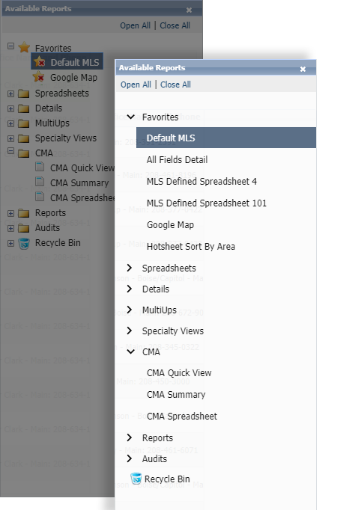 Available Reports
Open All | Close All
Favorites
Default MLS
Google Map
Spreadsheets
Details
MultiUps
Specialty Views
CMA
CMA Quick View
CMA Summary
CMA Spreadshee
Reports
Audits
Recycle Bin
Available Reports
Open All | Close All
Favorites
Default MLS
All Fields Detail
MLS Defined Spreadsheet 4
MLS Defined Spreadsheet 101
Google Map
Hotsheet Sort By Area
Spreadsheets
Details
MultiUps
Specialty Views
CMA
CMA Quick View
CMA Summary
CMA Spreadsheet
Reports
Audits
Recycle Bin